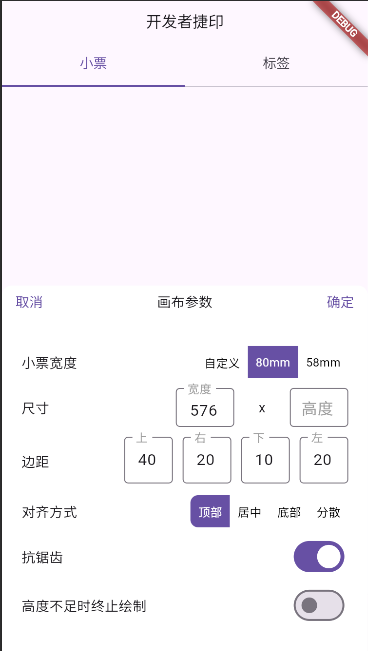 开发者捷印
DEBUG
小票 标签
取消 画布参数 确定
小票宽度 自定义 80mm 58mm
宽度
尺寸 576 x 高度
上 右 下 左
边距 40 20 10 20
对齐方式 顶部 居中 底部 分散
抗锯齿
高度不足时终止绘制